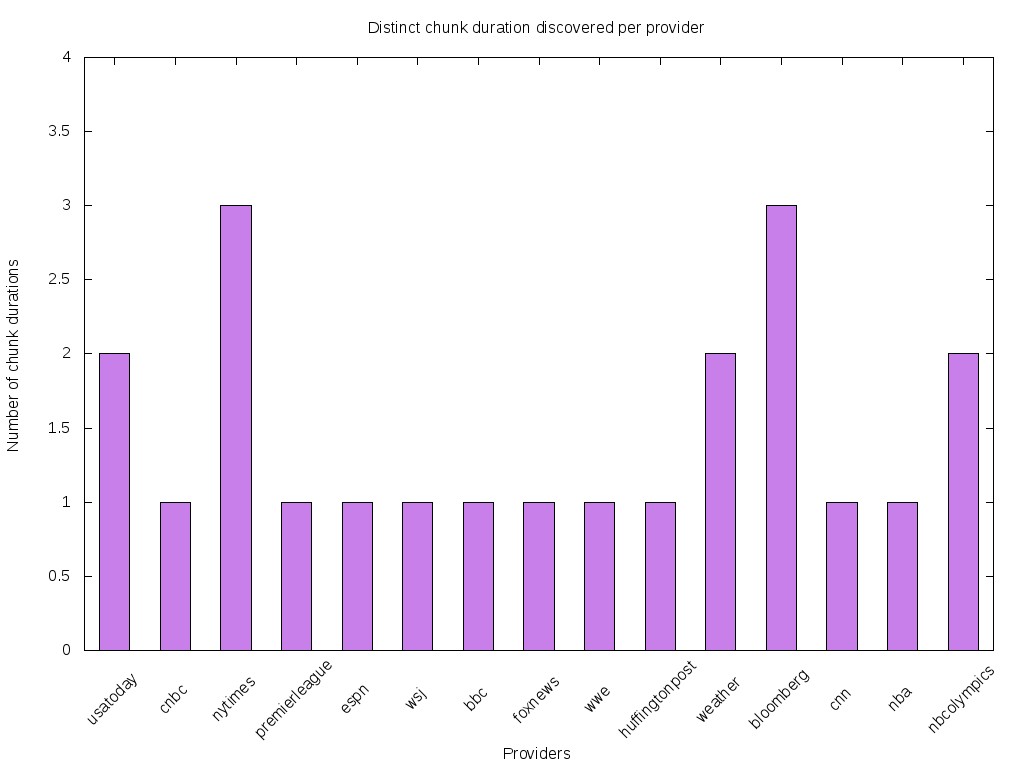 Distinct chunk duration discovered per provider
4
3.5
3
2.5
2
1.5
1
0.5
0
Number of chunk durations
usatoday
cnbc
nytimes
premierleague
espn
wsj
bbc
foxnews
wwe
huffingtonpost
weather
bloomberg
cnn
nba
nbcolympics
Providers